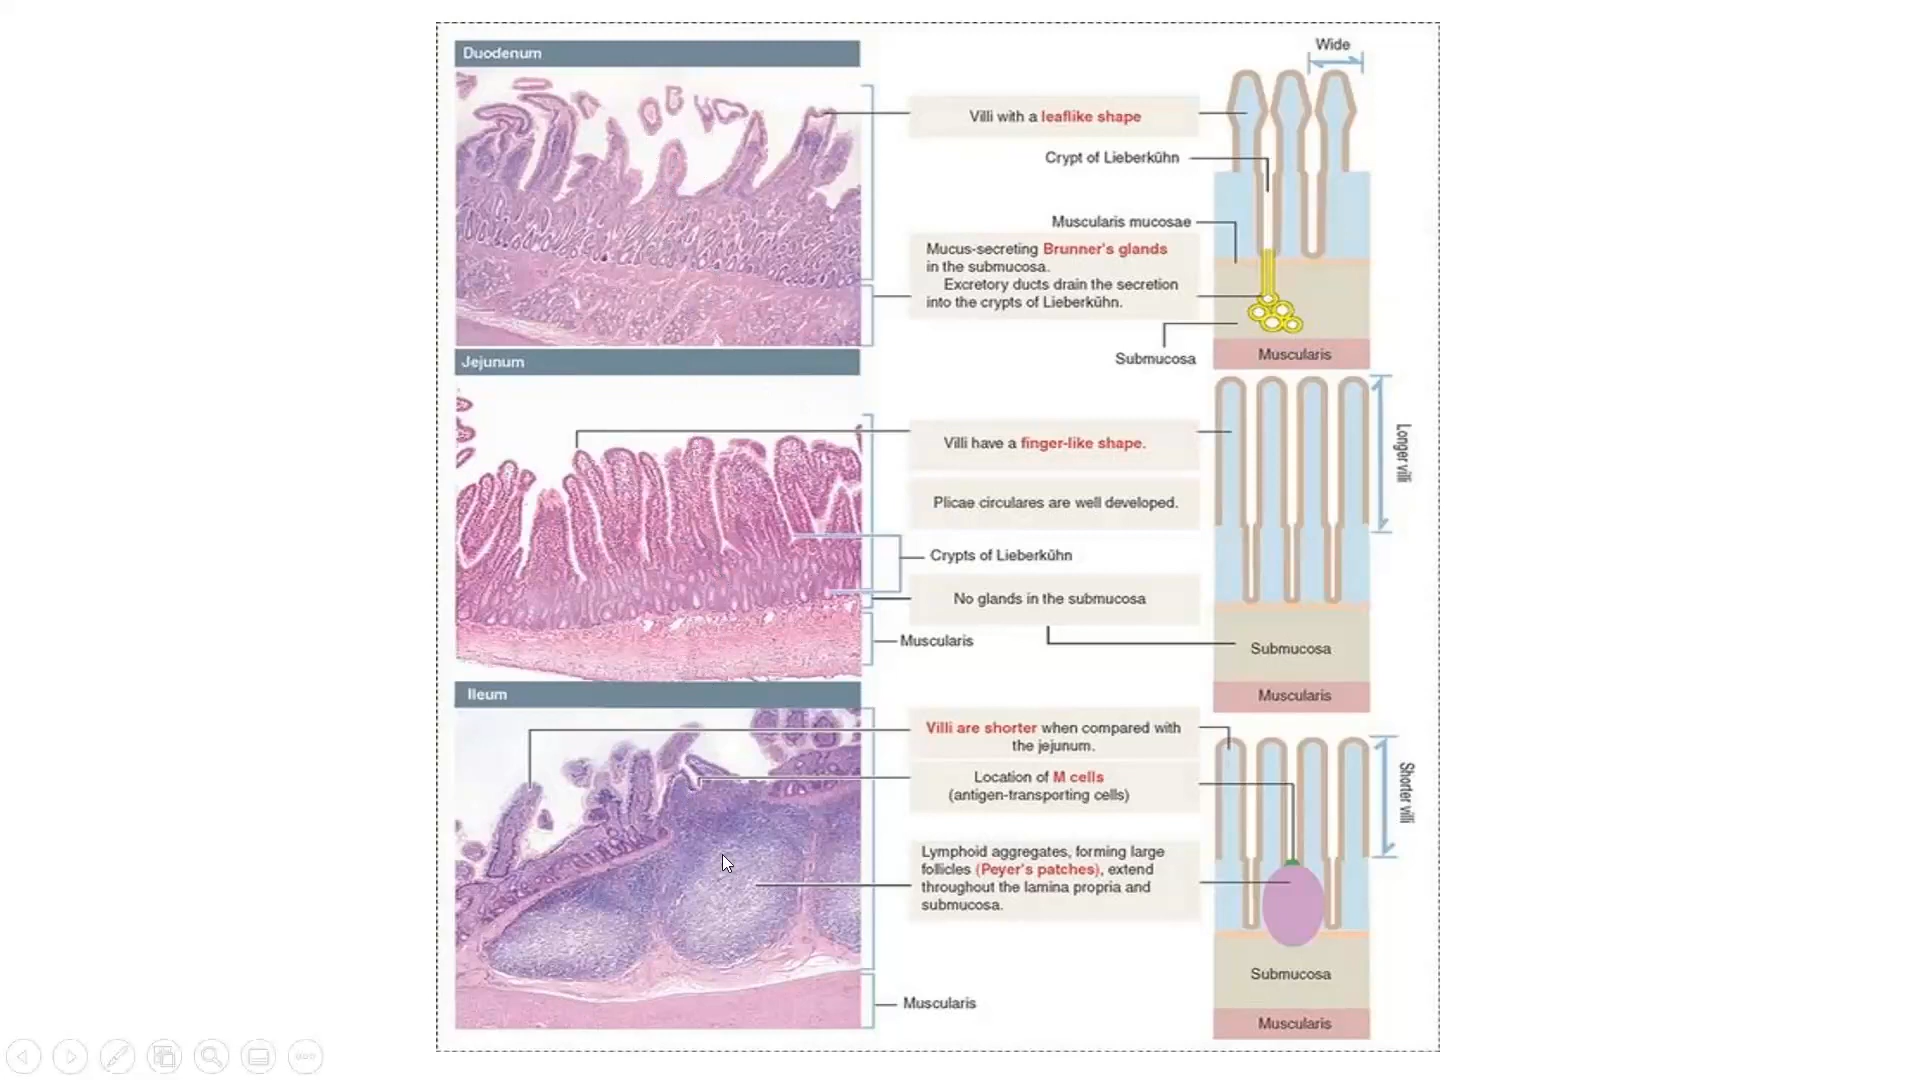 Duodenum
Wide
Villi with a leaflike shape
Crypt of Lieberkühn
Muscularis mucosae
Mucus-secreting Brunner's glands
in the submucosa.
Excretory ducts drain the secretion
into the crypts of Lieberkühn.
Submucosa
Muscularis
Jejunum
Villi have a finger-like shape.
Longer villi
Plicae circulares are well developed.
Crypts of Lieberkühn
No glands in the submucosa
Muscularis
Submucosa
Muscularis
Ileum
Villi are shorter when compared with
the jejunum.
Location of M cells
(antigen-transporting cells)
Shorter villi
Lymphoid aggregates, forming large
follicles (Peyer's patches), extend
throughout the lamina propria and
submucosa.
Submucosa
Muscularis
Muscularis